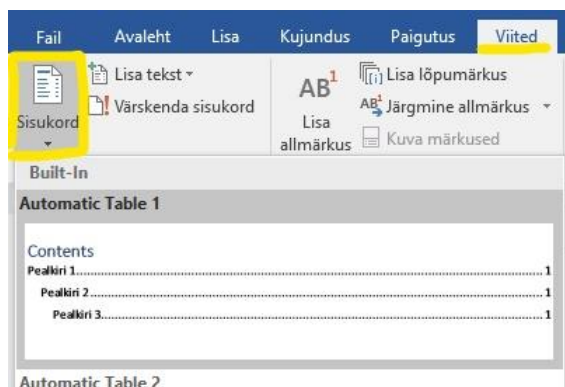 Fail Avaleht Lisa Kujundus Paigutus Viited
Sisukord
Lisa tekst
Värskenda sisukord
AB1
Lisa
allmärkus
[i] Lisa lõpumärkus
AB1 Järgmine allmärkus
Kuva märkused
Built-In
Automatic Table 1
Contents
Pealkiri 1 1
Pealkiri 2 1
Pealkiri 3 1
Automatic Table 2